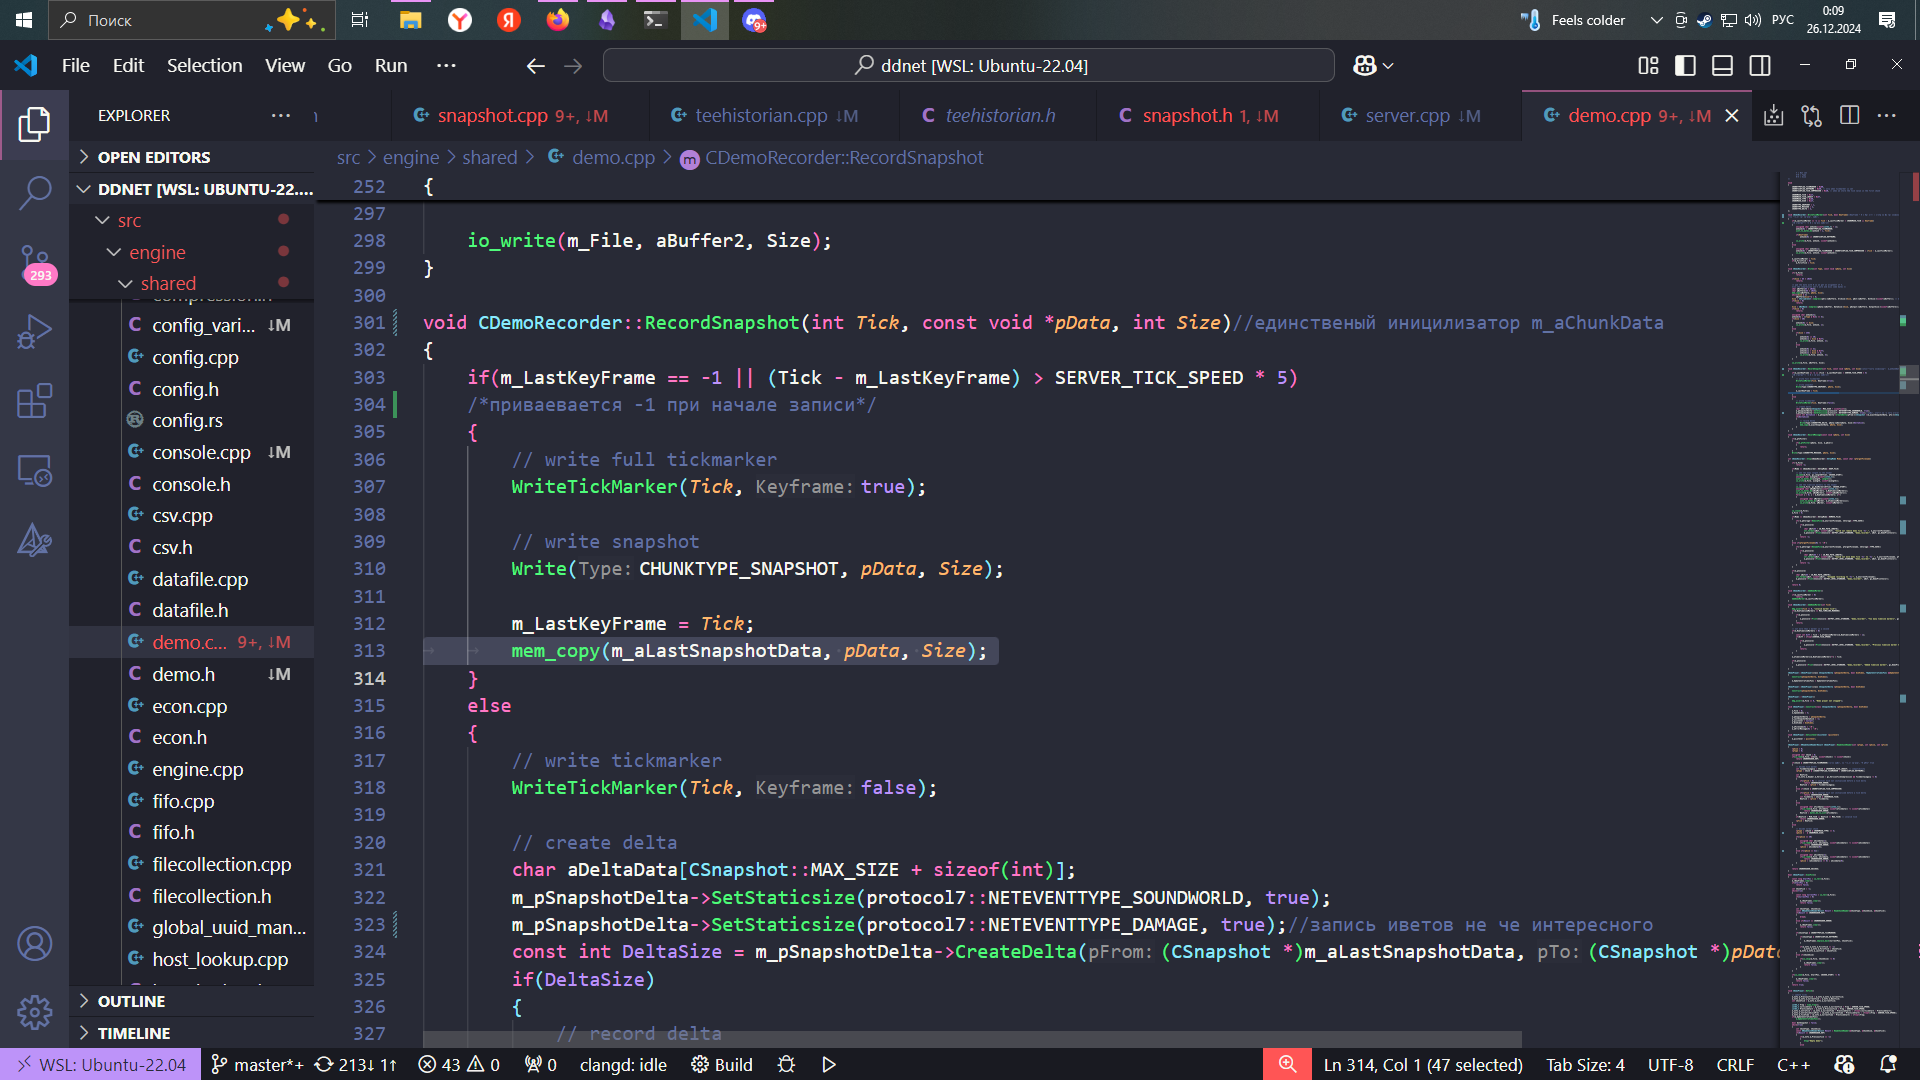 Поиск
Feels colder
РУС
0:09
26.12.2024
File Edit Selection View Go Run ···
ddnet [WSL: Ubuntu-22.04]
EXPLORER ···
snapshot.cpp 9+, ↓M
teehistorian.cpp ↓M
teehistorian.h
snapshot.h 1, ↓M
server.cpp ↓M
demo.cpp 9+, ↓M
src > engine > shared > demo.cpp > CDemoRecorder::RecordSnapshot
OPEN EDITORS
DDNET [WSL: UBUNTU-22....
src
engine
shared
config_vari... ↓M
config.cpp
config.h
config.rs
console.cpp ↓M
console.h
csv.cpp
csv.h
datafile.cpp
datafile.h
demo.c... 9+, ↓M
demo.h ↓M
econ.cpp
econ.h
engine.cpp
fifo.cpp
fifo.h
filecollection.cpp
filecollection.h
global_uuid_man...
host_lookup.cpp
OUTLINE
TIMELINE
293
252 {
297
298 io_write(m_File, aBuffer2, Size);
299 }
300
301 void CDemoRecorder::RecordSnapshot(int Tick, const void *pData, int Size)//единственый иницилизатор m_aChunkData
302 {
303 if(m_LastKeyFrame == -1 || (Tick - m_LastKeyFrame) > SERVER_TICK_SPEED * 5)
304 /*приваевается -1 при начале записи*/
305 {
306 // write full tickmarker
307 WriteTickMarker(Tick, Keyframe: true);
308
309 // write snapshot
310 Write(Type: CHUNKTYPE_SNAPSHOT, pData, Size);
311
312 m_LastKeyFrame = Tick;
313 mem_copy(m_aLastSnapshotData, pData, Size);
314 }
315 else
316 {
317 // write tickmarker
318 WriteTickMarker(Tick, Keyframe: false);
319
320 // create delta
321 char aDeltaData[CSnapshot::MAX_SIZE + sizeof(int)];
322 m_pSnapshotDelta->SetStaticsize(protocol7::NETEVENTTYPE_SOUNDWORLD, true);
323 m_pSnapshotDelta->SetStaticsize(protocol7::NETEVENTTYPE_DAMAGE, true);//запись иветов не че интересного
324 const int DeltaSize = m_pSnapshotDelta->CreateDelta(pFrom: (CSnapshot *)m_aLastSnapshotData, pTo: (CSnapshot *)pData
325 if(DeltaSize)
326 {
327 // record delta
WSL: Ubuntu-22.04 master*+ 213↓ 1↑ 43 0 0 clangd: idle Build
Ln 314, Col 1 (47 selected) Tab Size: 4 UTF-8 CRLF C++